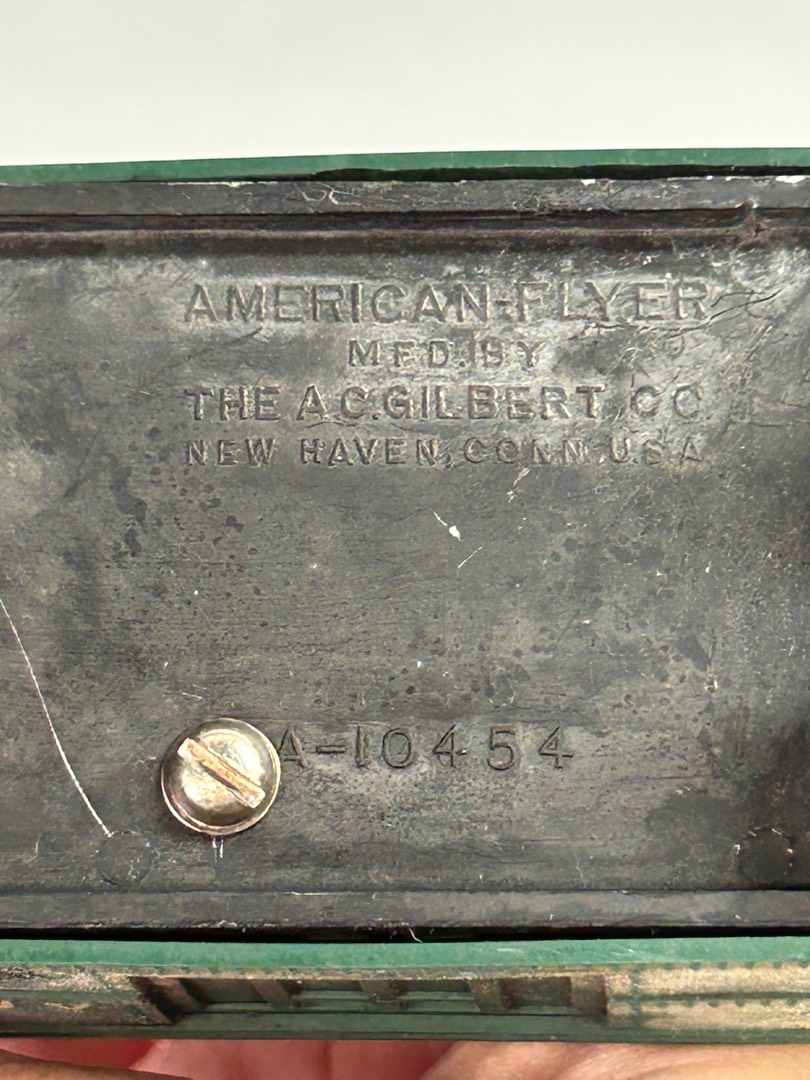 AMERICAN-FLYER
MFD. BY
THE A.C. GILBERT CO.
NEW HAVEN, CONN. U.S.A.
A-10454